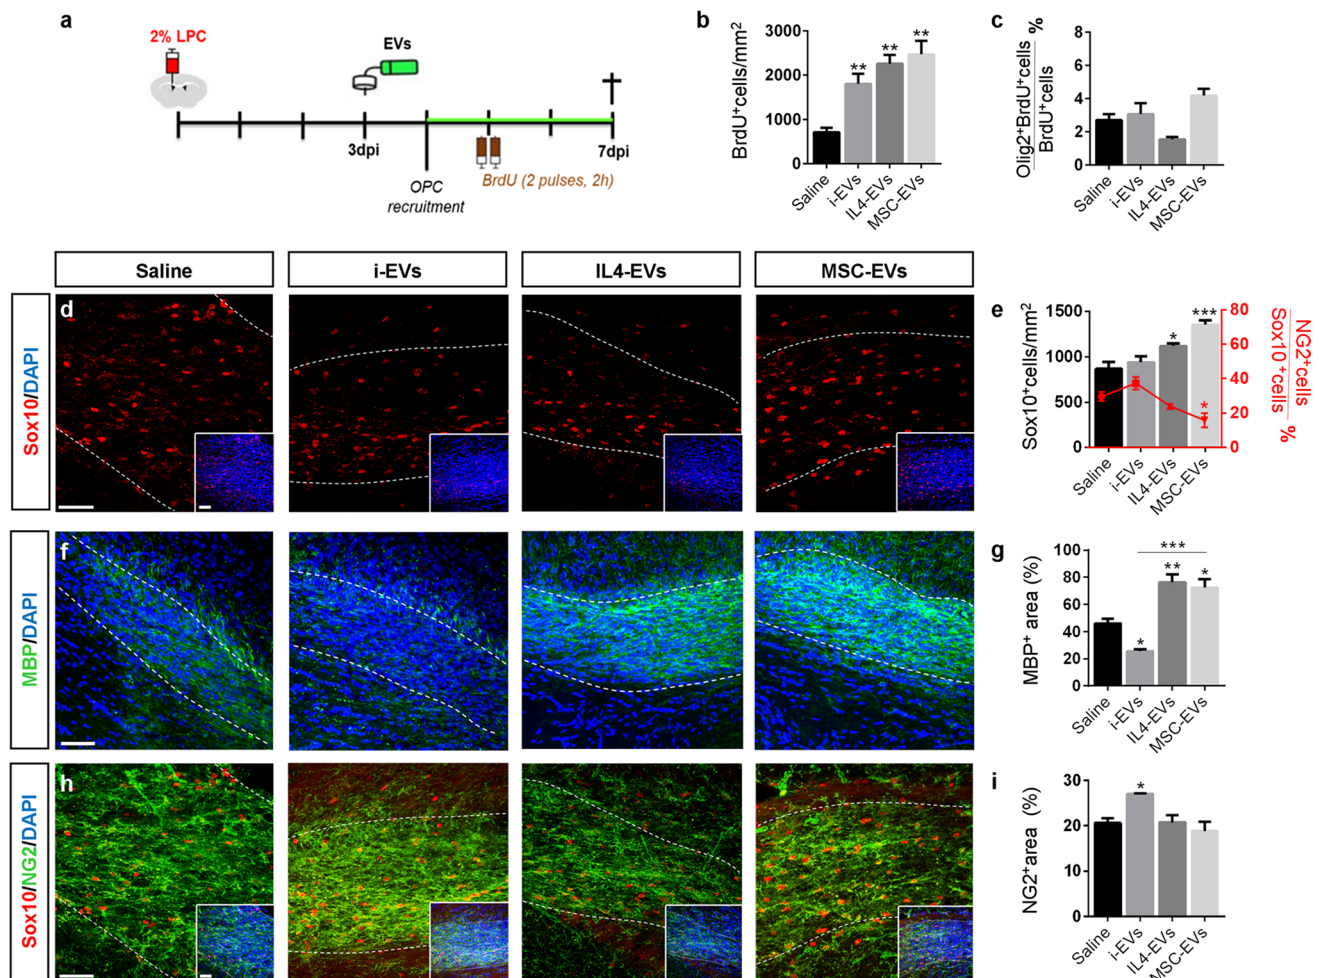 a
2% LPC
EVs
3dpi
7dpi
OPC
recruitment
BrdU (2 pulses, 2h)
b
BrdU⁺cells/mm²
3000
2000
1000
0
**
**
**
Saline
i-EVs
IL4-EVs
MSC-EVs
c
Olig2⁺BrdU⁺cells
BrdU⁺cells
%
8
6
4
2
0
Saline
i-EVs
IL4-EVs
MSC-EVs
Saline
i-EVs
IL4-EVs
MSC-EVs
d
Sox10/DAPI
e
Sox10⁺cells/mm²
1500
1000
500
0
*
***
*
80
60
40
20
0
NG2⁺cells
Sox10⁺cells
%
Saline
i-EVs
IL4-EVs
MSC-EVs
f
MBP/DAPI
g
MBP⁺ area (%)
100
80
60
40
20
0
***
*
**
*
Saline
i-EVs
IL4-EVs
MSC-EVs
h
Sox10/NG2/DAPI
i
NG2⁺area (%)
30
20
10
0
*
Saline
i-EVs
IL4-EVs
MSC-EVs